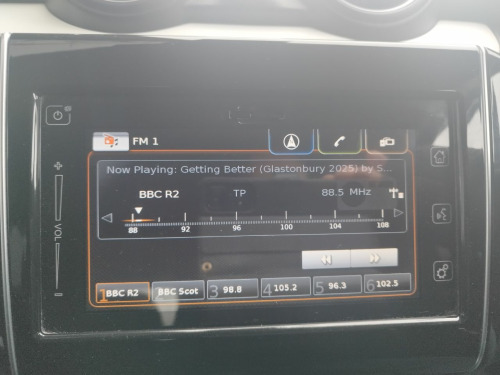 FM 1
Now Playing: Getting Better (Glastonbury 2025) by S...
BBC R2 TP 88.5 MHz
88 92 96 100 104 108
1 BBC R2 2 BBC Scot 3 98.8 4 105.2 5 96.3 6 102.5
+
VOL
−